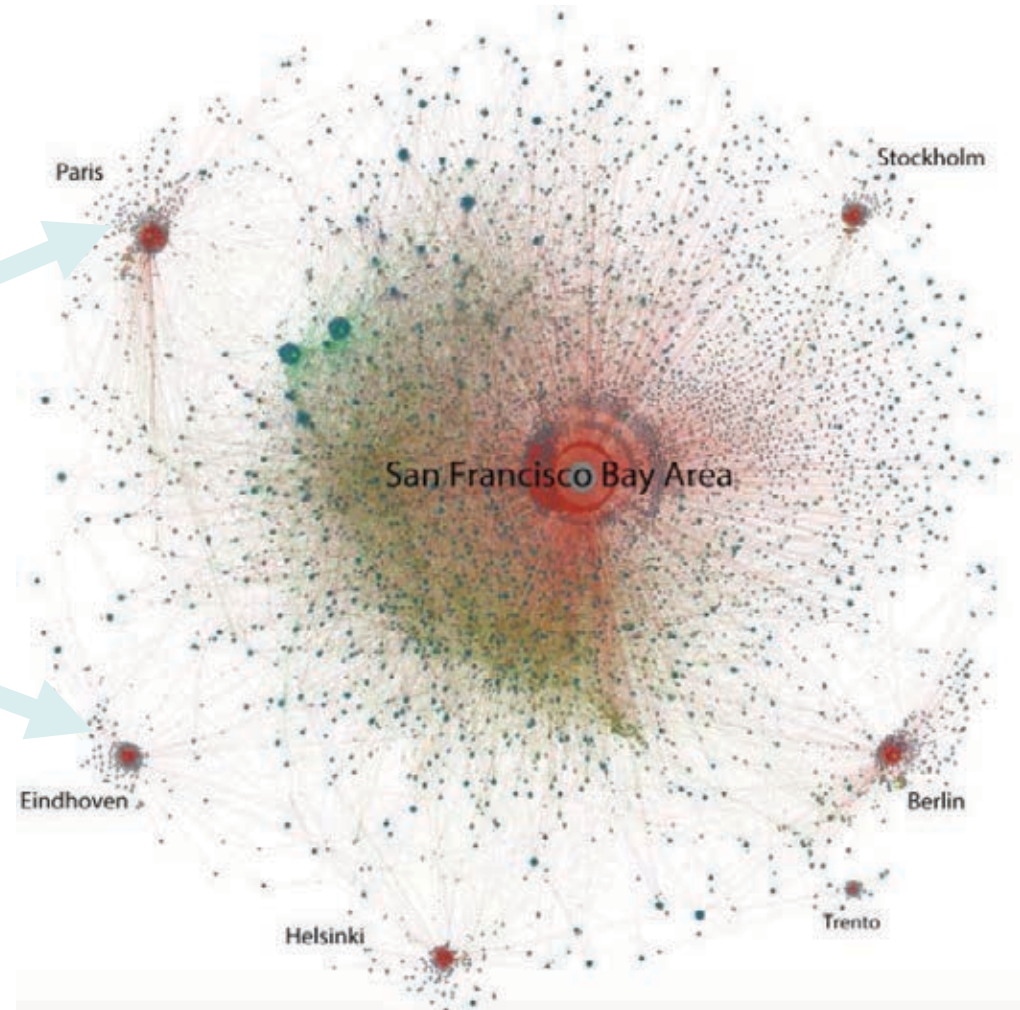 Paris
Stockholm
San Francisco Bay Area
Eindhoven
Berlin
Trento
Helsinki